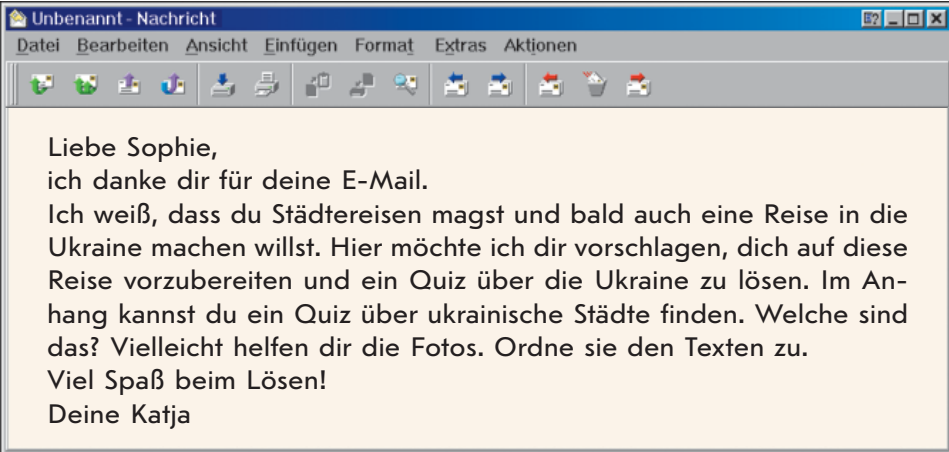 Unbenannt - Nachricht
Datei Bearbeiten Ansicht Einfügen Format Extras Aktionen
Liebe Sophie,
ich danke dir für deine E-Mail.
Ich weiß, dass du Städtereisen magst und bald auch eine Reise in die
Ukraine machen willst. Hier möchte ich dir vorschlagen, dich auf diese
Reise vorzubereiten und ein Quiz über die Ukraine zu lösen. Im An-
hang kannst du ein Quiz über ukrainische Städte finden. Welche sind
das? Vielleicht helfen dir die Fotos. Ordne sie den Texten zu.
Viel Spaß beim Lösen!
Deine Katja